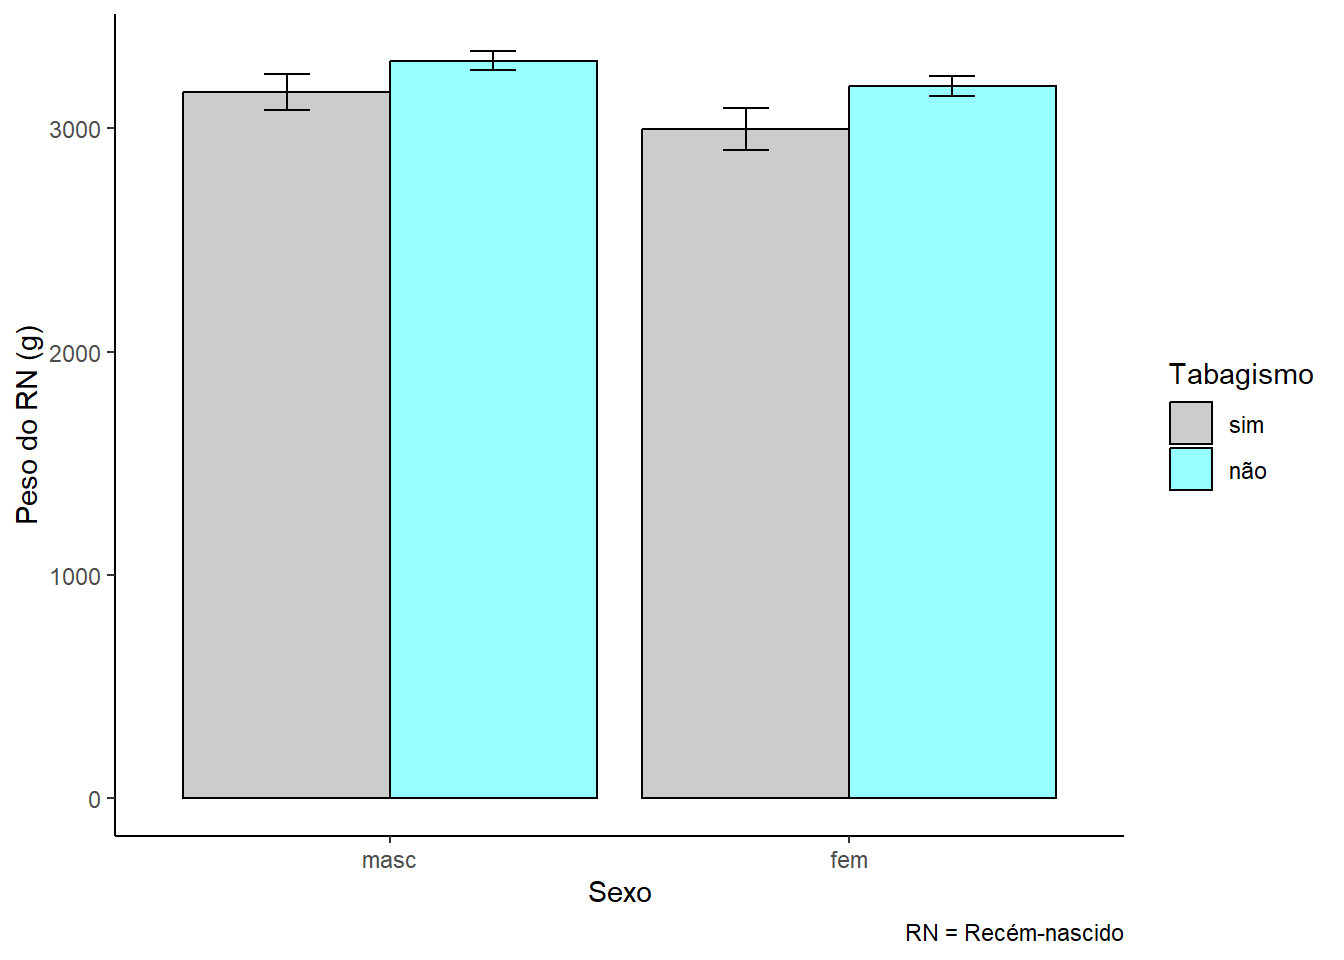 Peso do RN (g)
3000
2000
1000
0
masc
fem
Sexo
Tabagismo
sim
não
RN = Recém-nascido